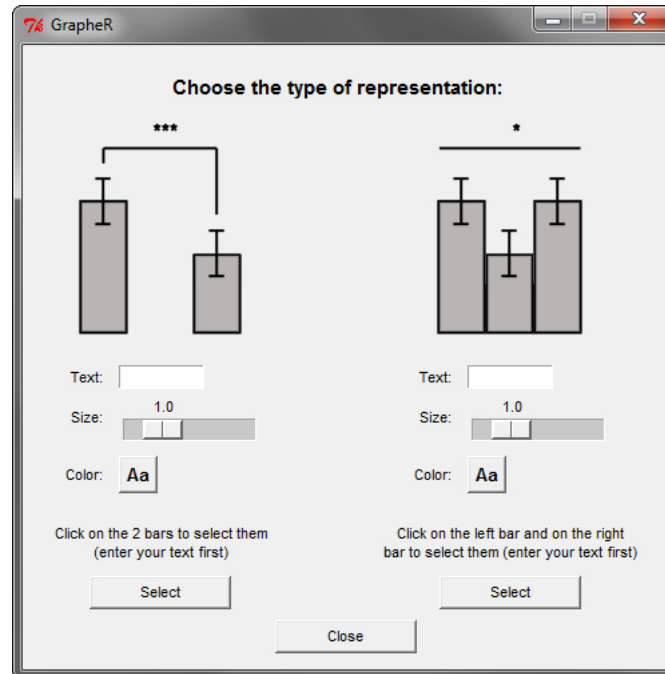 GrapheR
Choose the type of representation:
***
*
Text:
1.0
Size:
Color: Aa
Click on the 2 bars to select them
(enter your text first)
Select
Text:
1.0
Size:
Color: Aa
Click on the left bar and on the right
bar to select them (enter your text first)
Select
Close